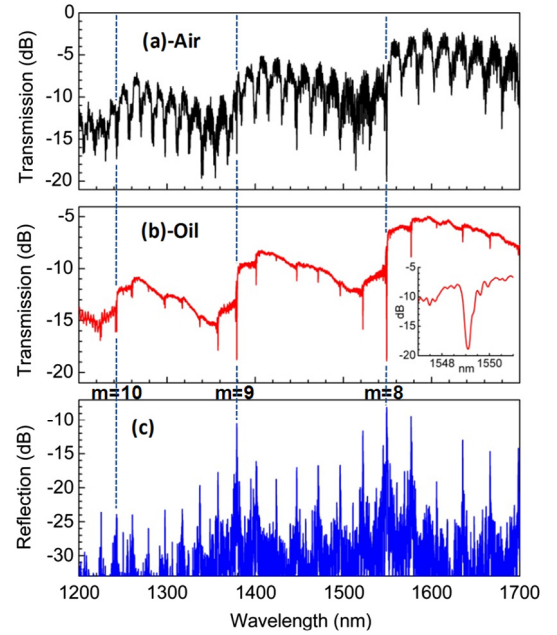 0
-5
-10
-15
-20
Transmission (dB)
(a)-Air
-5
-10
-15
-20
Transmission (dB)
(b)-Oil
-5
-10
-15
-20
dB
1548 nm 1550
m=10 m=9 m=8
-10
-15
-20
-25
-30
Reflection (dB)
(c)
1200 1300 1400 1500 1600 1700
Wavelength (nm)